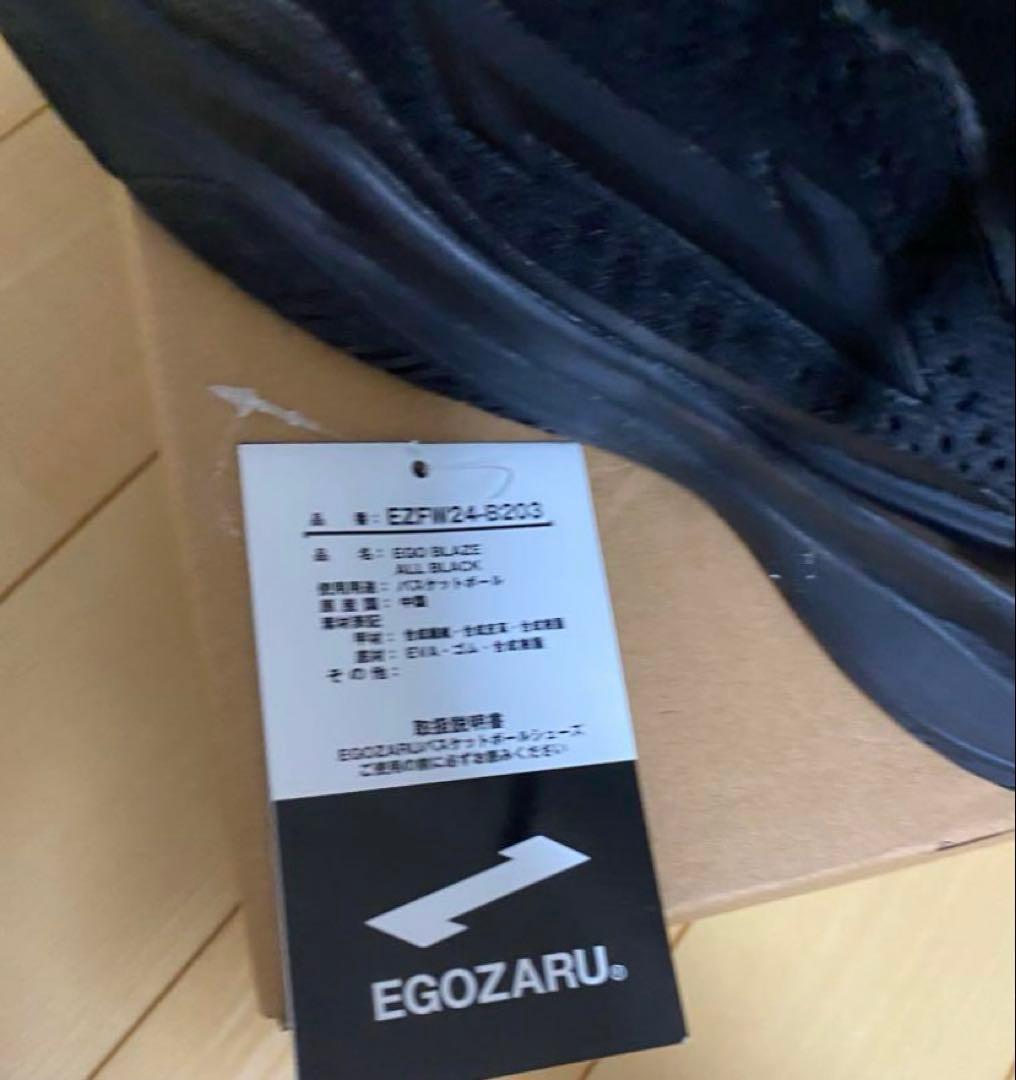 品　番：EZFW24-B203
品　名：EGO BLAZE
ALL BLACK
使用用途：バスケットボール
原産国：中国
素材表記
甲材：合成繊維・合成皮革・合成樹脂
底材：EVA・ゴム・合成樹脂
その他：
取扱説明書
EGOZARUバスケットボールシューズ
ご使用の前に必ずお読みください
EGOZARU®